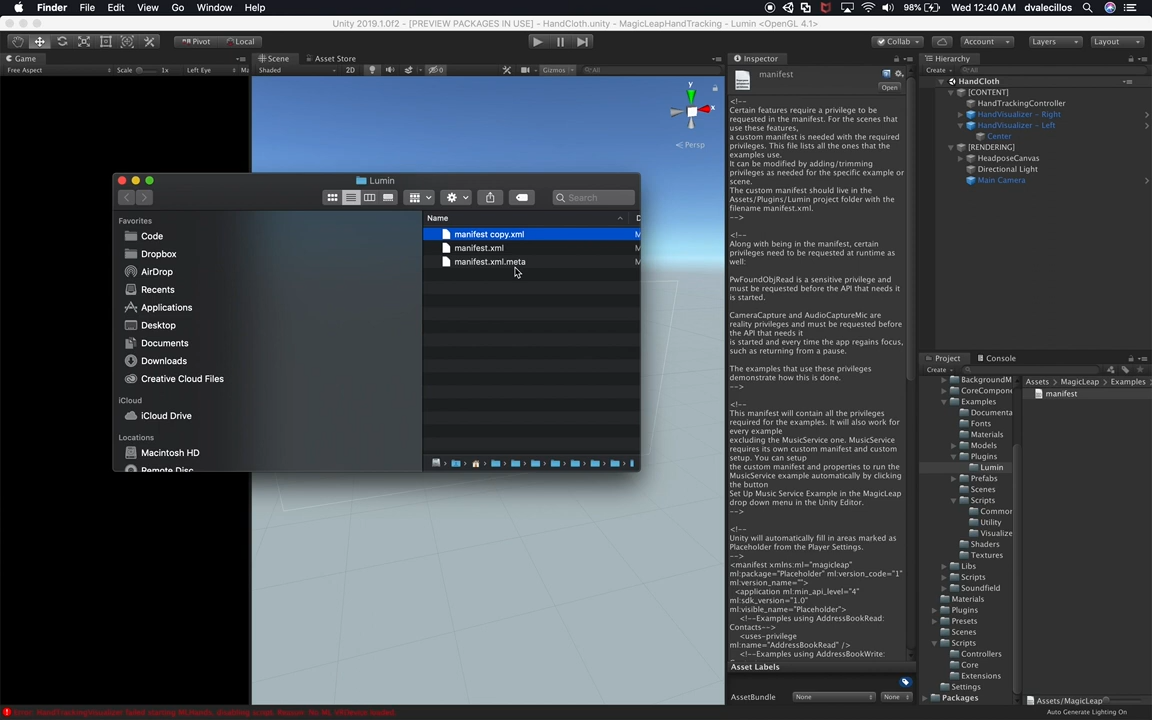 Finder File Edit View Go Window Help
98% Wed 12:40 AM dvalecillos
Unity 2019.1.0f2 - [PREVIEW PACKAGES IN USE] - HandCloth.unity - MagicLeapHandTracking - Lumin <OpenGL 4.1>
Pivot Local
Collab Account Layers Layout
Game
Free Aspect Scale 1x Left Eye
Scene Asset Store
Shaded 2D 0 Gizmos All
y
x
Persp
Inspector
manifest
Open
<!--
Certain features require a privilege to be
requested in the manifest. For the scenes that
use these features,
a custom manifest is needed with the required
privileges. This file lists all the ones that the
examples use.
It can be modified by adding/trimming
privileges as needed for the specific example or
scene.
The custom manifest should live in the
Assets/Plugins/Lumin project folder with the
filename manifest.xml.
-->
<!--
Along with being in the manifest, certain
privileges need to be requested at runtime as
well:
PwFoundObjRead is a sensitive privilege and
must be requested before the API that needs it
is started.
CameraCapture and AudioCaptureMic are
reality privileges and must be requested before
the API that needs it
is started and every time the app regains focus,
such as returning from a pause.
The examples that use these privileges
demonstrate how this is done.
-->
<!--
This manifest will contain all the privileges
required for the examples. It will also work for
every example
excluding the MusicService one. MusicService
requires its own custom manifest and custom
setup. You can setup
the custom manifest and properties to run the
MusicService example automatically by clicking
the button
Set Up Music Service Example in the MagicLeap
drop down menu in the Unity Editor.
-->
<!--
Unity will automatically fill in areas marked as
Placeholder from the Player Settings.
-->
<manifest xmlns:ml="magicleap"
ml:package="Placeholder" ml:version_code="1"
ml:version_name="">
<application ml:min_api_level="4"
ml:sdk_version="1.0"
ml:visible_name="Placeholder">
<!--Examples using AddressBookRead:
Contacts-->
<uses-privilege
ml:name="AddressBookRead" />
<!--Examples using AddressBookWrite:
Asset Labels
AssetBundle None None
Hierarchy
Create All
HandCloth
[CONTENT]
HandTrackingController
HandVisualizer - Right
HandVisualizer - Left
Center
[RENDERING]
HeadposeCanvas
Directional Light
Main Camera
Project Console
Create
BackgroundM
CoreCompone
Examples
Documenta
Fonts
Materials
Models
Plugins
Lumin
Prefabs
Scenes
Scripts
Common
Utility
Visualize
Shaders
Textures
Libs
Scripts
Soundfield
Materials
Plugins
Presets
Scenes
Scripts
Controllers
Core
Extensions
Settings
Packages
Assets > MagicLeap > Examples
manifest
Assets/MagicLeap
Auto Generate Lighting On
Lumin
Search
Favorites
Code
Dropbox
AirDrop
Recents
Applications
Desktop
Documents
Downloads
Creative Cloud Files
iCloud
iCloud Drive
Locations
Macintosh HD
Remote Disc
Name
manifest copy.xml
manifest.xml
manifest.xml.meta